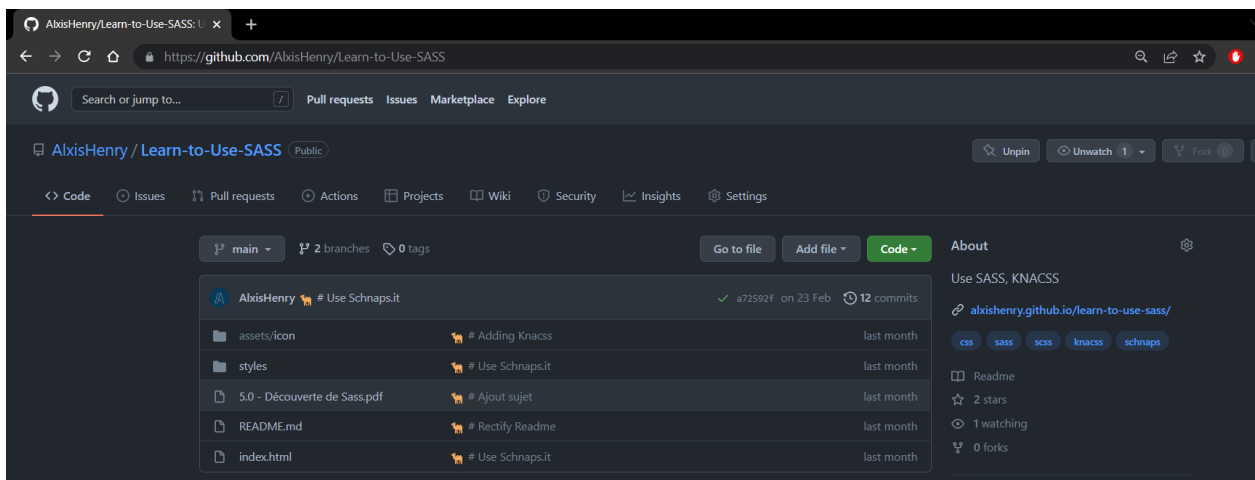 AlxisHenry/Learn-to-Use-SASS: U
https://github.com/AlxisHenry/Learn-to-Use-SASS
Search or jump to... / Pull requests Issues Marketplace Explore
AlxisHenry / Learn-to-Use-SASS Public Unpin Unwatch 1 Fork 0
Code Issues Pull requests Actions Projects Wiki Security Insights Settings
main 2 branches 0 tags Go to file Add file Code
AlxisHenry 🐪 # Use Schnaps.it a72592f on 23 Feb 12 commits
assets/icon 🐪 # Adding Knacss last month
styles 🐪 # Use Schnaps.it last month
5.0 - Découverte de Sass.pdf 🐪 # Ajout sujet last month
README.md 🐪 # Rectify Readme last month
index.html 🐪 # Use Schnaps.it last month
About
Use SASS, KNACSS
alxishenry.github.io/learn-to-use-sass/
css sass scss knacss schnaps
Readme
2 stars
1 watching
0 forks